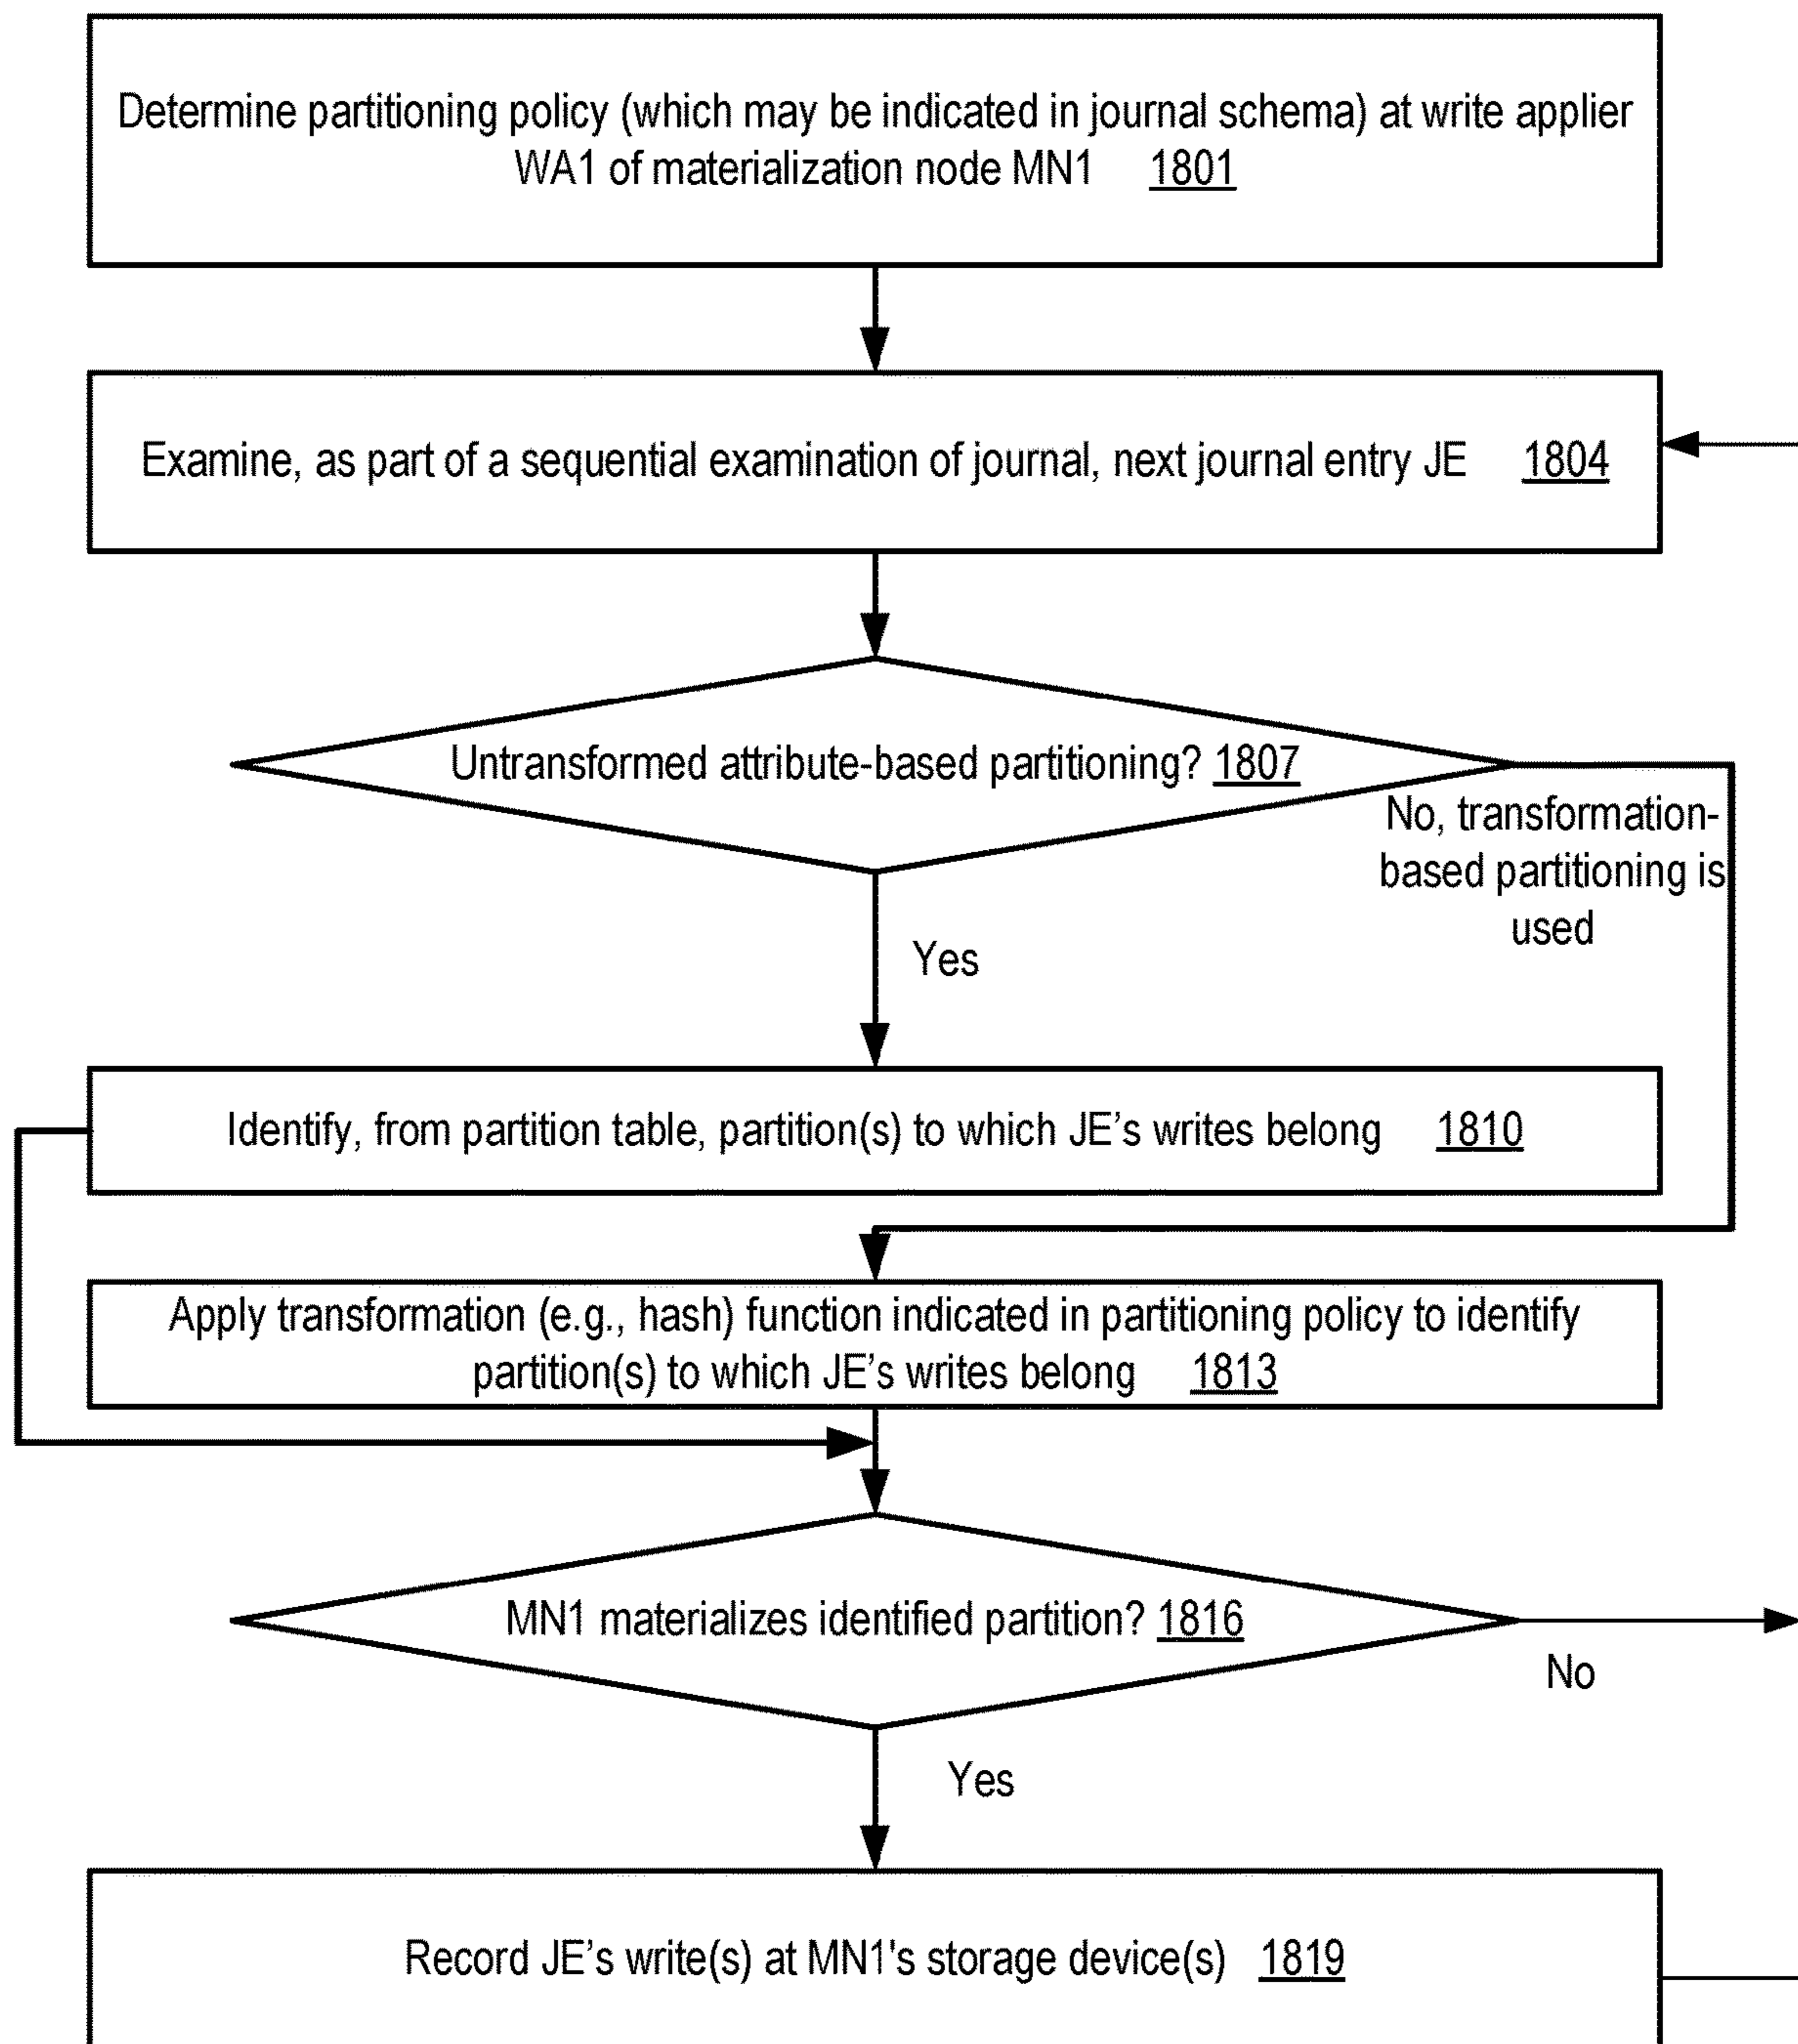 Determine partitioning policy (which may be indicated in journal schema) at write applier
WA1 of materialization node MN1 1801
Examine, as part of a sequential examination of journal, next journal entry JE 1804
Untransformed attribute-based partitioning? 1807
No, transformation-
based partitioning is
used
Yes
Identify, from partition table, partition(s) to which JE’s writes belong 1810
Apply transformation (e.g., hash) function indicated in partitioning policy to identify
partition(s) to which JE’s writes belong 1813
MN1 materializes identified partition? 1816
No
Yes
Record JE’s write(s) at MN1's storage device(s) 1819